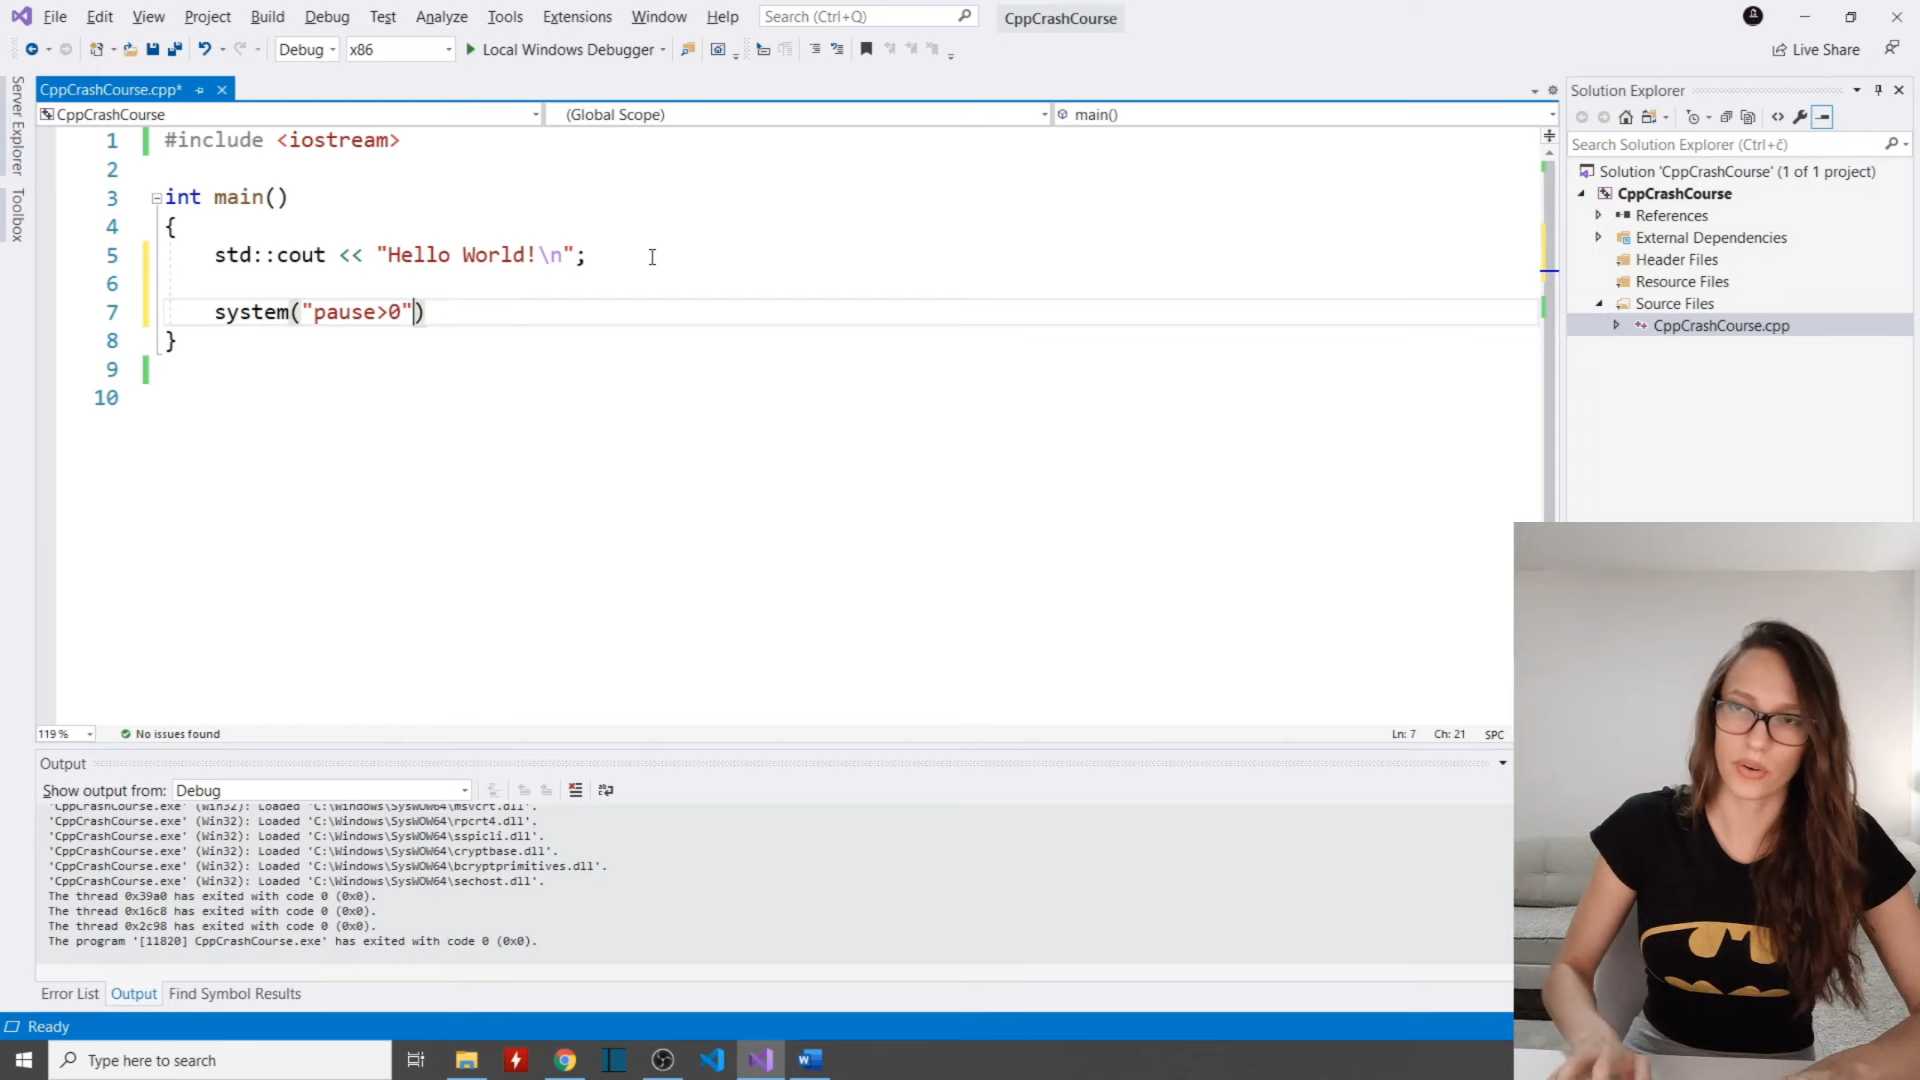 File Edit View Project Build Debug Test Analyze Tools Extensions Window Help Search (Ctrl+Q) CppCrashCourse
Debug x86 Local Windows Debugger Live Share
Server Explorer
Toolbox
CppCrashCourse.cpp*
CppCrashCourse (Global Scope) main()
1 #include <iostream>
2
3 int main()
4 {
5 std::cout << "Hello World!\n";
6
7 system("pause>0")
8 }
9
10
Solution Explorer
Search Solution Explorer (Ctrl+č)
Solution 'CppCrashCourse' (1 of 1 project)
CppCrashCourse
References
External Dependencies
Header Files
Resource Files
Source Files
CppCrashCourse.cpp
119 % No issues found Ln: 7 Ch: 21 SPC
Output
Show output from: Debug
'CppCrashCourse.exe' (Win32): Loaded 'C:\Windows\SysWOW64\msvcrt.dll'.
'CppCrashCourse.exe' (Win32): Loaded 'C:\Windows\SysWOW64\rpcrt4.dll'.
'CppCrashCourse.exe' (Win32): Loaded 'C:\Windows\SysWOW64\sspicli.dll'.
'CppCrashCourse.exe' (Win32): Loaded 'C:\Windows\SysWOW64\cryptbase.dll'.
'CppCrashCourse.exe' (Win32): Loaded 'C:\Windows\SysWOW64\bcryptprimitives.dll'.
'CppCrashCourse.exe' (Win32): Loaded 'C:\Windows\SysWOW64\sechost.dll'.
The thread 0x39a0 has exited with code 0 (0x0).
The thread 0x16c8 has exited with code 0 (0x0).
The thread 0x2c98 has exited with code 0 (0x0).
The program '[11820] CppCrashCourse.exe' has exited with code 0 (0x0).
Error List Output Find Symbol Results
Ready
Type here to search